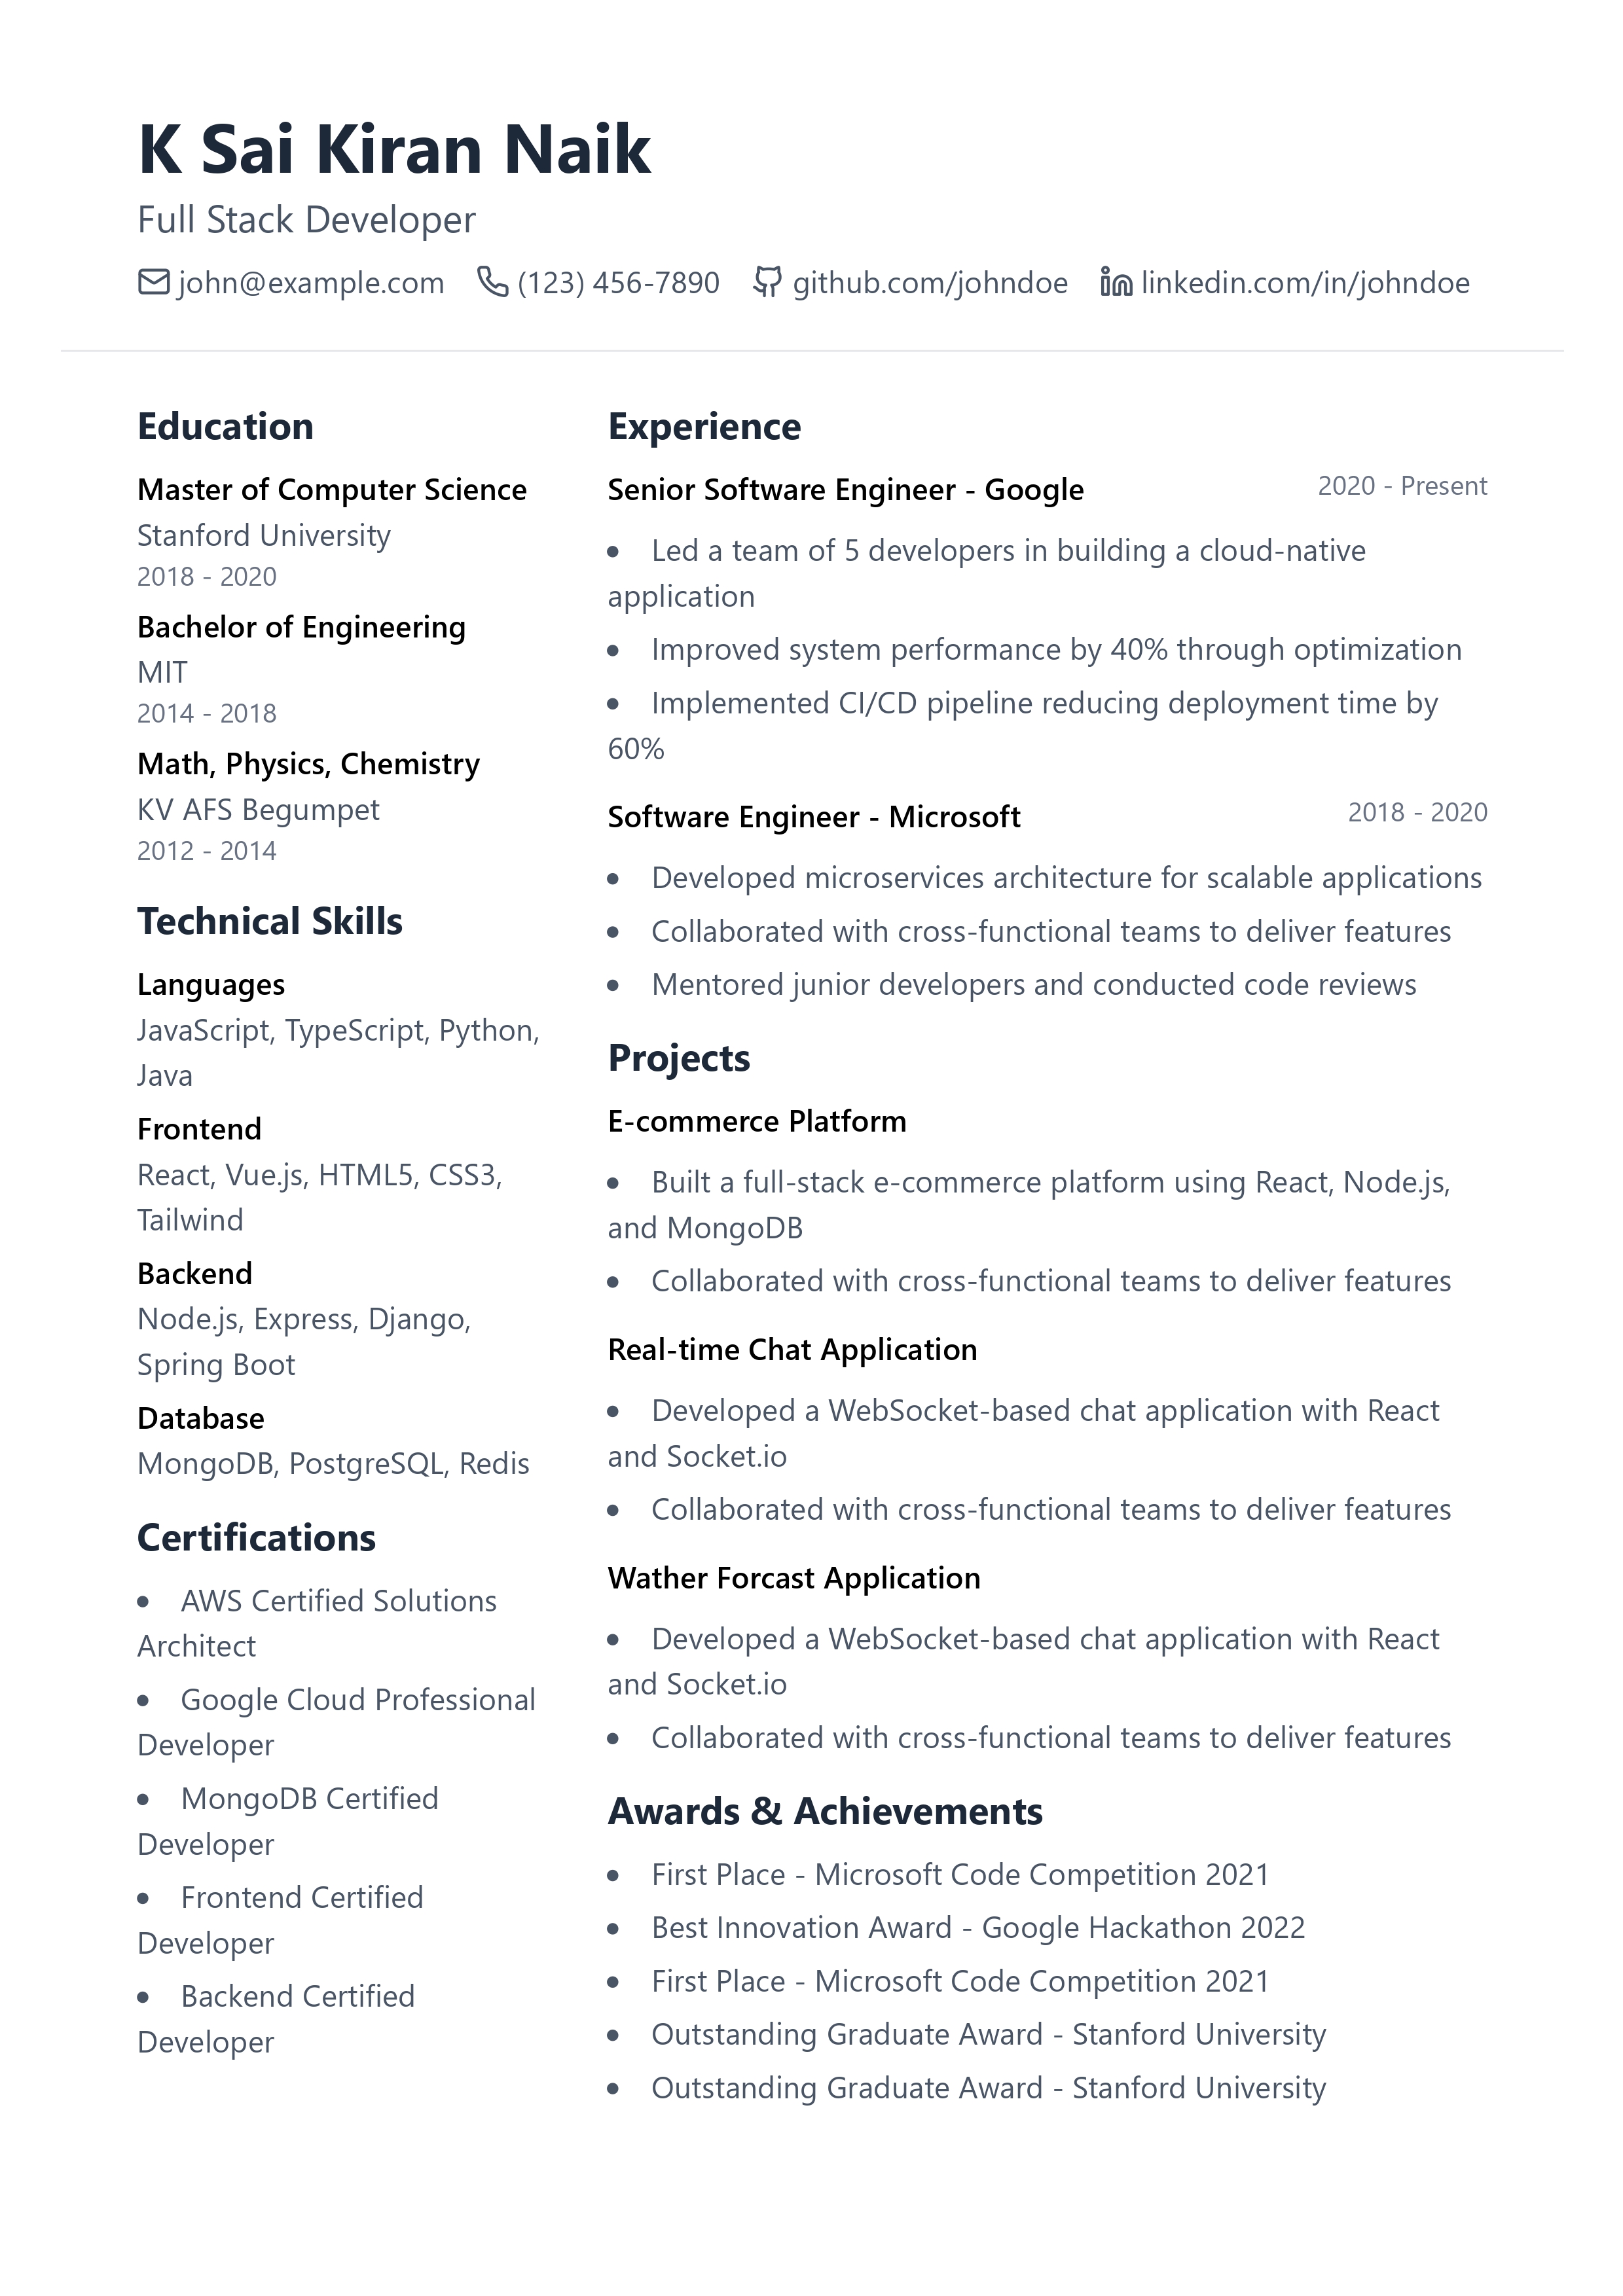 K Sai Kiran Naik
Full Stack Developer
john@example.com (123) 456-7890 github.com/johndoe linkedin.com/in/johndoe
Education
Master of Computer Science
Stanford University
2018 - 2020
Bachelor of Engineering
MIT
2014 - 2018
Math, Physics, Chemistry
KV AFS Begumpet
2012 - 2014
Technical Skills
Languages
JavaScript, TypeScript, Python,
Java
Frontend
React, Vue.js, HTML5, CSS3,
Tailwind
Backend
Node.js, Express, Django,
Spring Boot
Database
MongoDB, PostgreSQL, Redis
Certifications
• AWS Certified Solutions
Architect
• Google Cloud Professional
Developer
• MongoDB Certified
Developer
• Frontend Certified
Developer
• Backend Certified
Developer
Experience
Senior Software Engineer - Google 2020 - Present
• Led a team of 5 developers in building a cloud-native
application
• Improved system performance by 40% through optimization
• Implemented CI/CD pipeline reducing deployment time by
60%
Software Engineer - Microsoft 2018 - 2020
• Developed microservices architecture for scalable applications
• Collaborated with cross-functional teams to deliver features
• Mentored junior developers and conducted code reviews
Projects
E-commerce Platform
• Built a full-stack e-commerce platform using React, Node.js,
and MongoDB
• Collaborated with cross-functional teams to deliver features
Real-time Chat Application
• Developed a WebSocket-based chat application with React
and Socket.io
• Collaborated with cross-functional teams to deliver features
Wather Forcast Application
• Developed a WebSocket-based chat application with React
and Socket.io
• Collaborated with cross-functional teams to deliver features
Awards & Achievements
• First Place - Microsoft Code Competition 2021
• Best Innovation Award - Google Hackathon 2022
• First Place - Microsoft Code Competition 2021
• Outstanding Graduate Award - Stanford University
• Outstanding Graduate Award - Stanford University